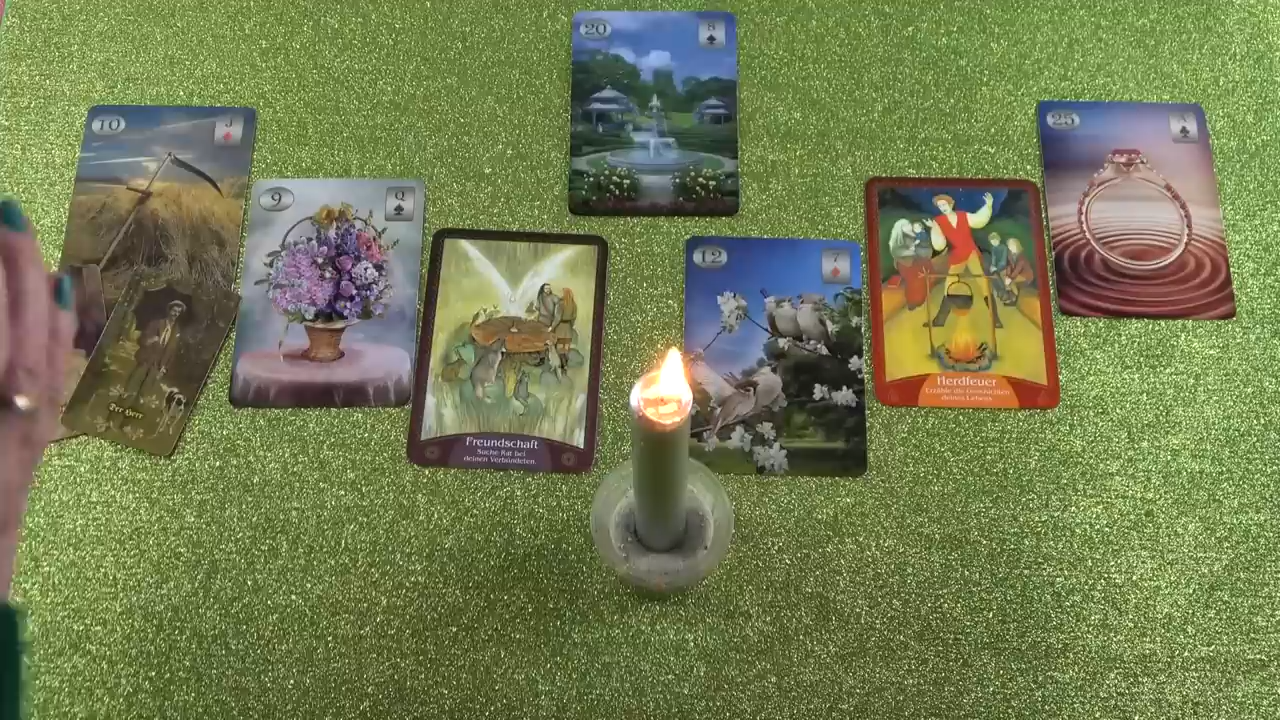 20
8
10
J
25
A
9
Q
12
7
Der Herr
Freundschaft
Suche Rat bei
deinen Verbündeten.
Herdfeuer
Erzähle die Geschichten
deines Lebens